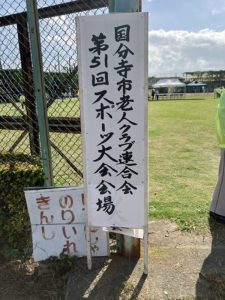 国分寺市老人クラブ連合会
第51回スポーツ大会会場
のりいれ
きんし